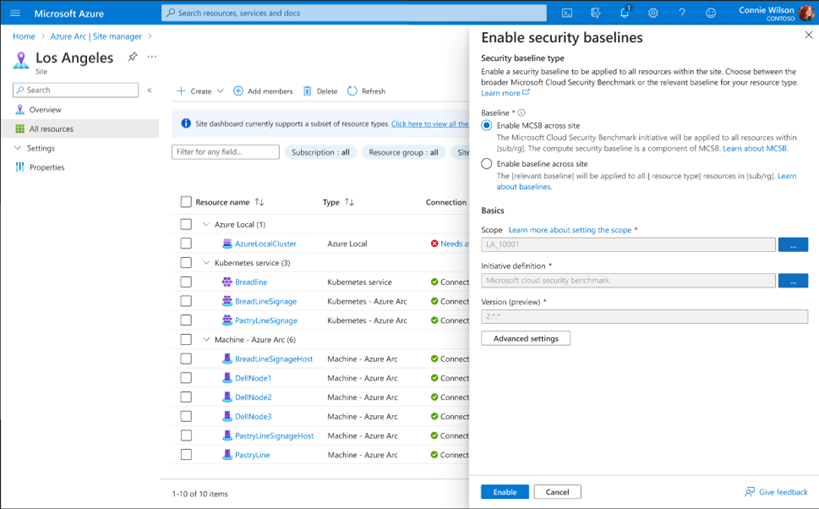 Microsoft Azure
Search resources, services and docs
1
Connie Wilson
CONTOSO
Home > Azure Arc | Site manager >
Los Angeles
Site
Search
Overview
All resources
Settings
Properties
Create
Add members
Delete
Refresh
Site dashboard currently supports a subset of resource types. Click here to view all the
Filter for any field...
Subscription : all
Resource group : all
Site
Resource name
Type
Connection
Azure Local (1)
AzureLocalCluster
Azure Local
Needs a
Kubernetes service (3)
Breadline
Kubernetes service
Connect
BreadLineSignage
Kubernetes - Azure Arc
Connect
PastryLineSignage
Kubernetes - Azure Arc
Connect
Machine - Azure Arc (6)
BreadLineSignageHost
Machine - Azure Arc
Connect
DellNode1
Machine - Azure Arc
Connect
DellNode2
Machine - Azure Arc
Connect
DellNode3
Machine - Azure Arc
Connect
PastryLineSignageHost
Machine - Azure Arc
Connect
PastryLine
Machine - Azure Arc
Connect
1-10 of 10 items
Enable security baselines
Security baseline type
Enable a security baseline to be applied to all resources within the site. Choose between the
broader Microsoft Cloud Security Benchmark or the relevant baseline for your resource type.
Learn more
Baseline *
Enable MCSB across site
The Microsoft Cloud Security Benchmark initiative will be applied to all resources within
[sub/rg]. The compute security baseline is a component of MCSB. Learn about MCSB.
Enable baseline across site
The [relevant baseline] will be applied to all [ resource type] resources in [sub/rg]. Learn
about baselines.
Basics
Scope Learn more about setting the scope *
LA_10001
...
Initiative definition *
Microsoft cloud security benchmark
...
Version (preview) *
2.*.*
Advanced settings
Enable
Cancel
Give feedback